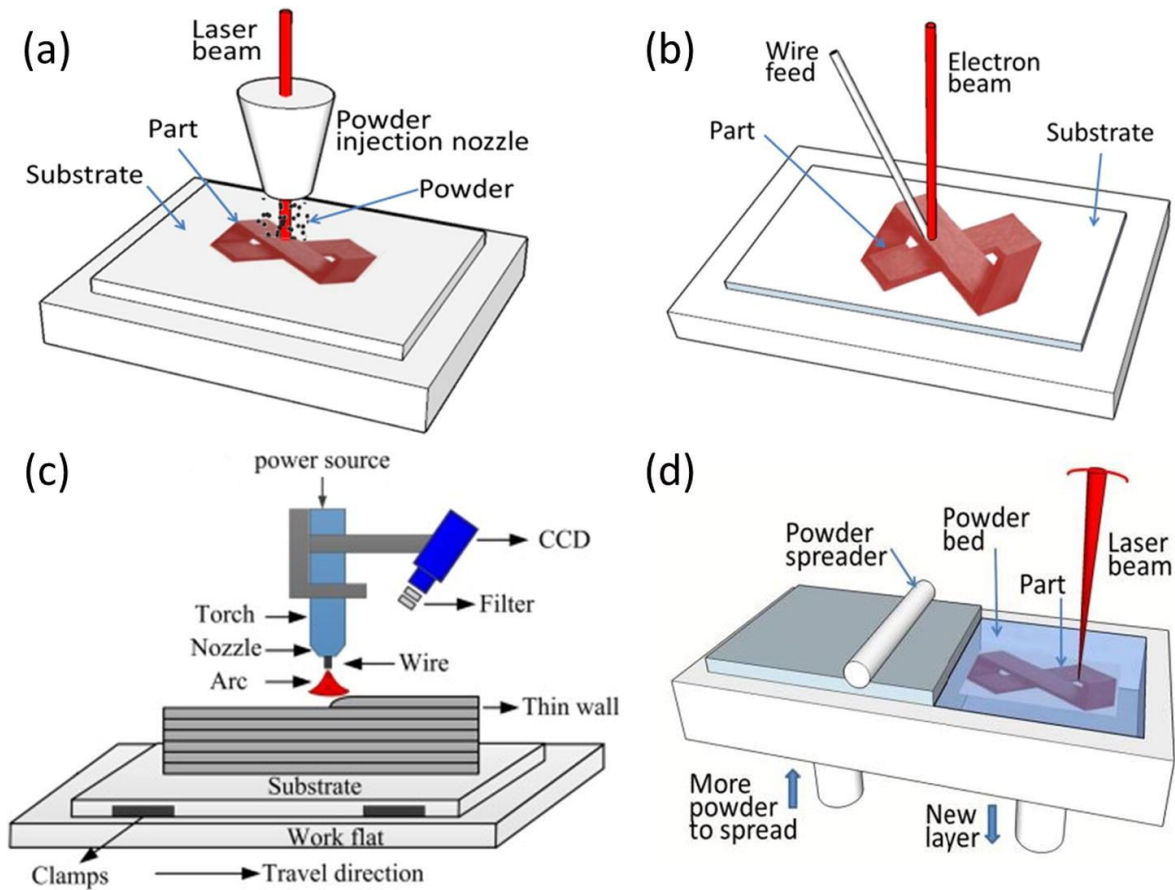 (a)
Laser
beam
Part
Powder
injection nozzle
Substrate
Powder
(b)
Wire
feed
Electron
beam
Part
Substrate
(c)
power source
CCD
Torch
Filter
Nozzle
Wire
Arc
Thin wall
Substrate
Work flat
Clamps
Travel direction
(d)
Powder
spreader
Powder
bed
Laser
beam
Part
More
powder
to spread
New
layer